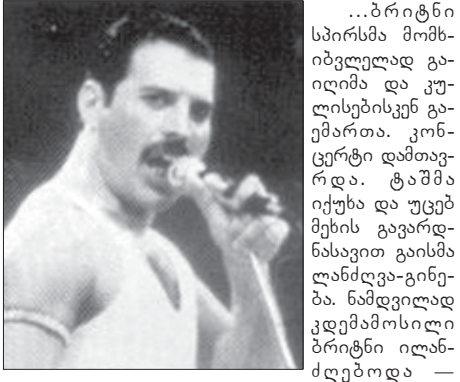 ...ბრიტნი
სპირსმა მომხ-
იბვლელად გა-
იღიმა და კუ-
ლისებისკენ გა-
ემართა. კონ-
ცერტი დამთავ-
რდა. ტაშმა
იქუხა და უცებ
მეხის გავარდ-
ნასავით გაისმა
ლანძღვა-გინე-
ბა. ნამდვილად
კდემამოსილი
ბრიტნი ილან-
ძღებოდა —